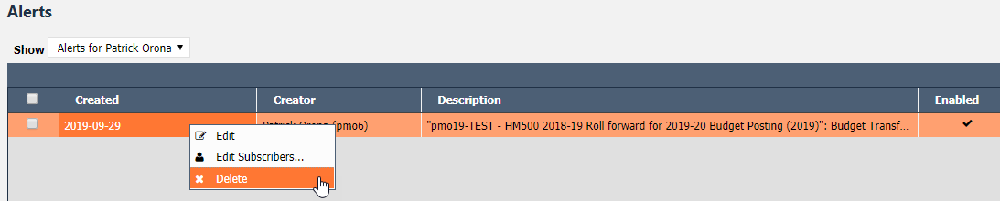 Alerts
Show Alerts for Patrick Orona
Created Creator Description Enabled
2019-09-29 Patrick Orona (pmo6) "pmo19-TEST - HM500 2018-19 Roll forward for 2019-20 Budget Posting (2019)": Budget Transf...
Edit
Edit Subscribers...
Delete